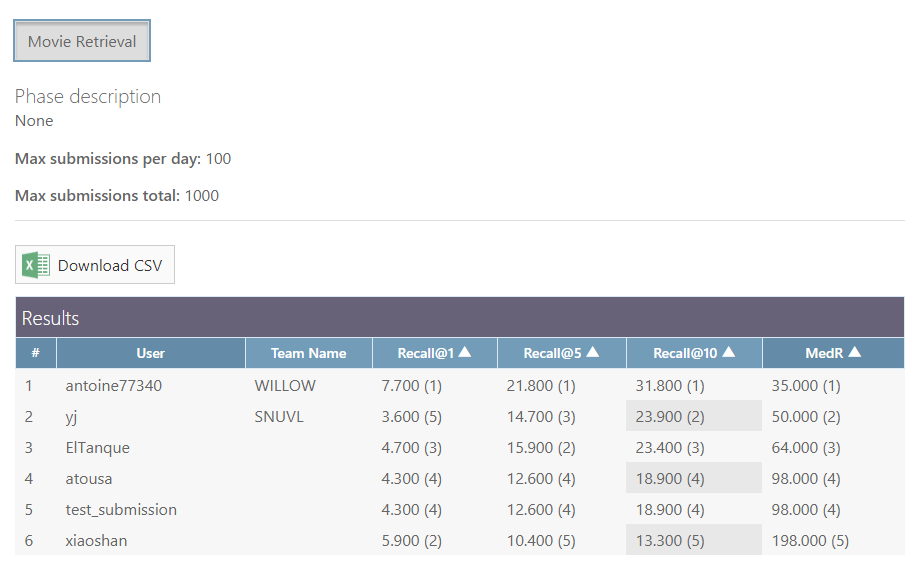 Movie Retrieval
Phase description
None
Max submissions per day: 100
Max submissions total: 1000
Download CSV
Results
# User Team Name Recall@1 ▲ Recall@5 ▲ Recall@10 ▲ MedR ▲
1 antoine77340 WILLOW 7.700 (1) 21.800 (1) 31.800 (1) 35.000 (1)
2 yj SNUVL 3.600 (5) 14.700 (3) 23.900 (2) 50.000 (2)
3 ElTanque 4.700 (3) 15.900 (2) 23.400 (3) 64.000 (3)
4 atousa 4.300 (4) 12.600 (4) 18.900 (4) 98.000 (4)
5 test_submission 4.300 (4) 12.600 (4) 18.900 (4) 98.000 (4)
6 xiaoshan 5.900 (2) 10.400 (5) 13.300 (5) 198.000 (5)